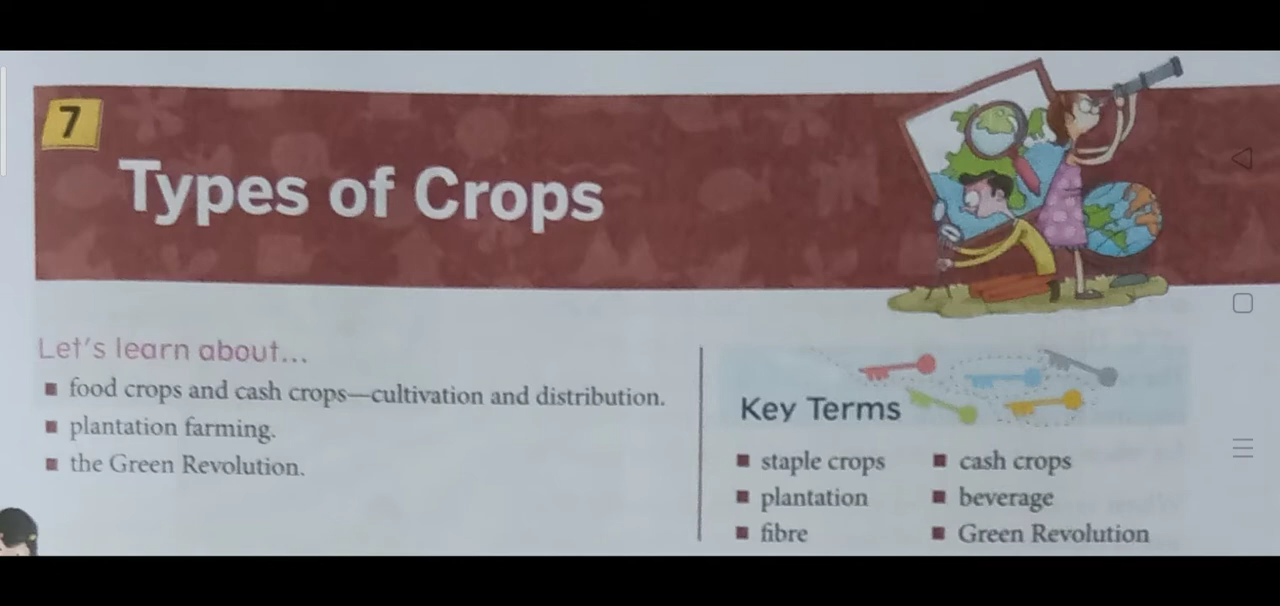 7
Types of Crops
Let's learn about...
■ food crops and cash crops—cultivation and distribution.
■ plantation farming.
■ the Green Revolution.
Key Terms
■ staple crops
■ cash crops
■ plantation
■ beverage
■ fibre
■ Green Revolution